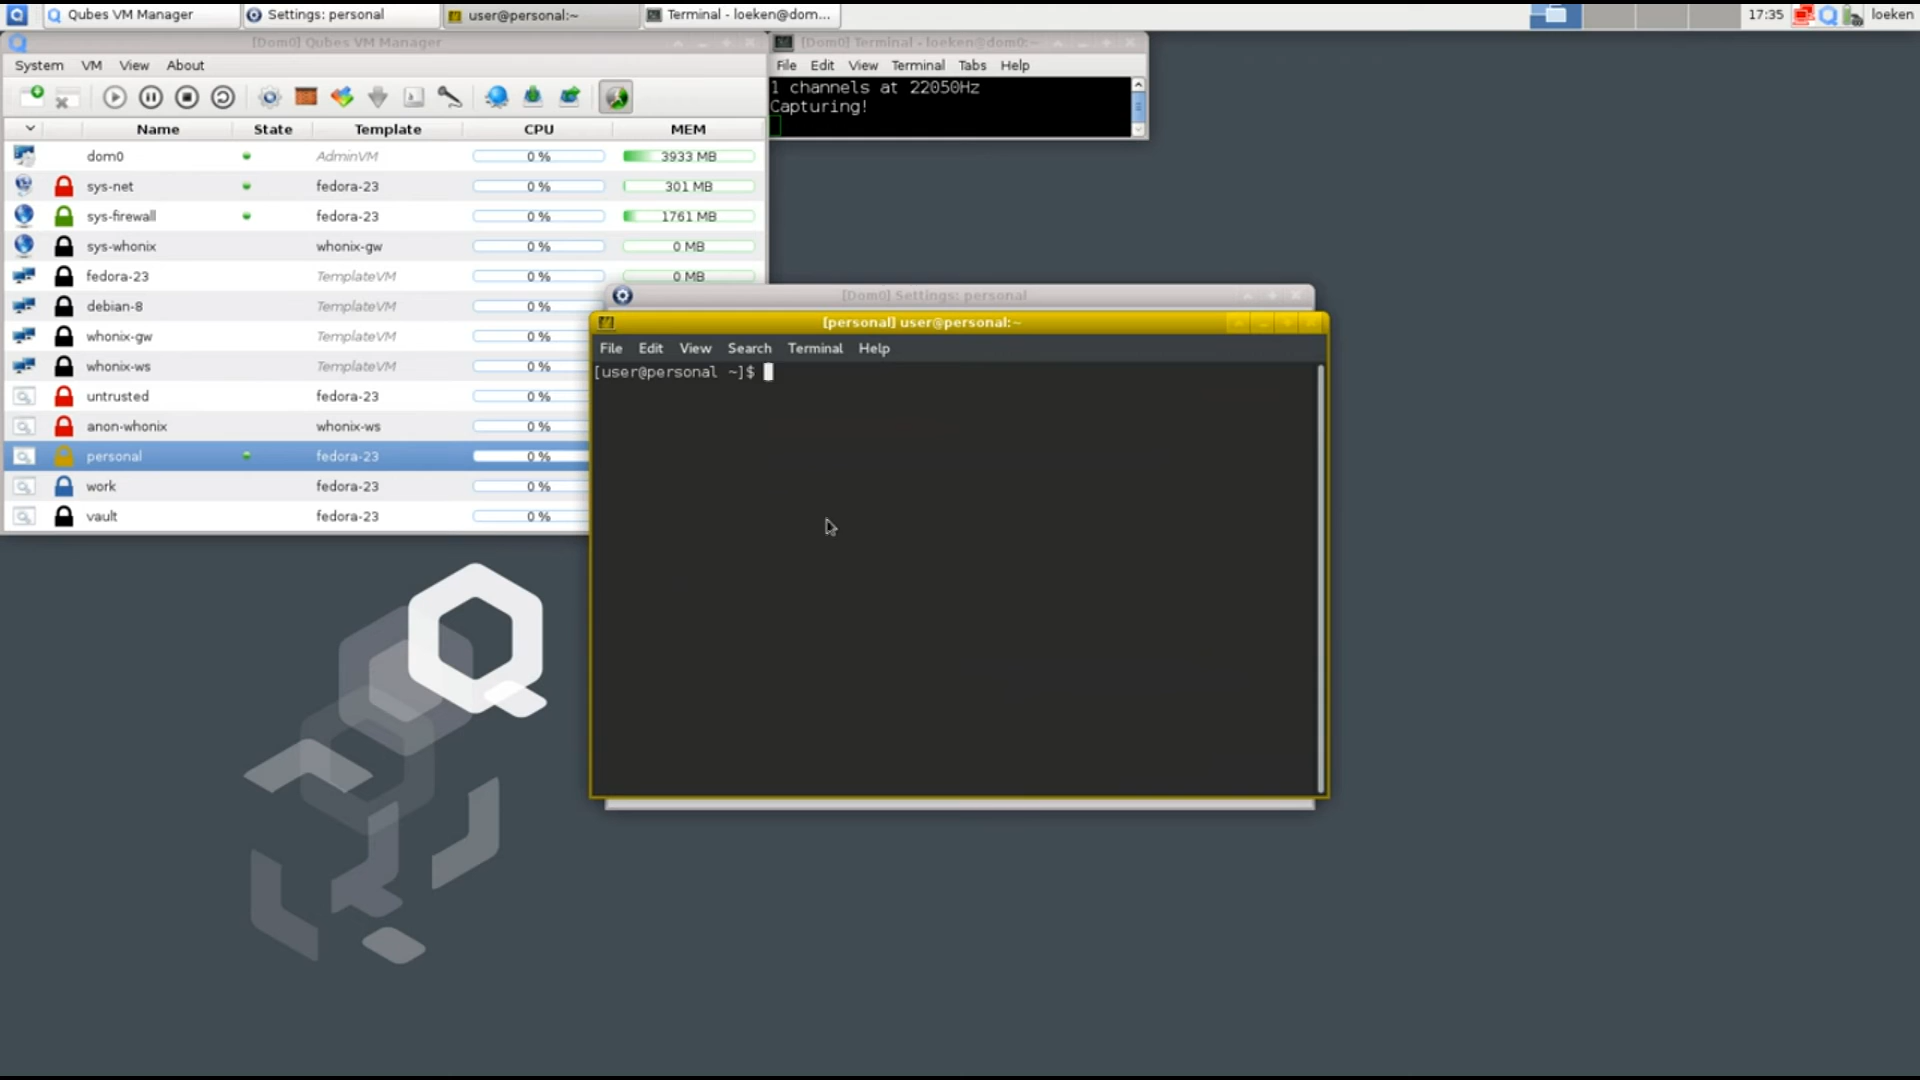 Qubes VM Manager
Settings: personal
user@personal:~
Terminal - loeken@dom...
17:35
loeken
[Dom0] Qubes VM Manager
System VM View About
Name State Template CPU MEM
dom0 AdminVM 0 % 3933 MB
sys-net fedora-23 0 % 301 MB
sys-firewall fedora-23 0 % 1761 MB
sys-whonix whonix-gw 0 % 0 MB
fedora-23 TemplateVM 0 % 0 MB
debian-8 TemplateVM 0 %
whonix-gw TemplateVM 0 %
whonix-ws TemplateVM 0 %
untrusted fedora-23 0 %
anon-whonix whonix-ws 0 %
personal fedora-23 0 %
work fedora-23 0 %
vault fedora-23 0 %
[Dom0] Terminal - loeken@dom0:~
File Edit View Terminal Tabs Help
1 channels at 22050Hz
Capturing!
[Dom0] Settings: personal
[personal] user@personal:~
File Edit View Search Terminal Help
[user@personal ~]$